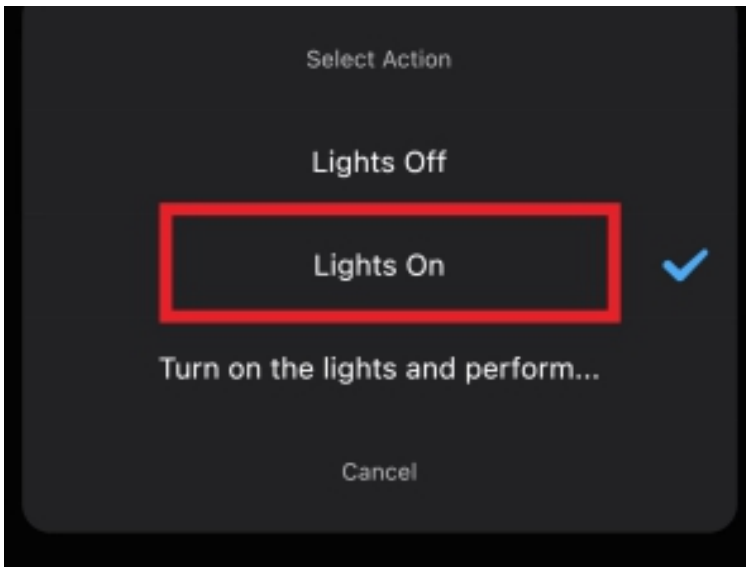 Select Action
Lights Off
Lights On
Turn on the lights and perform...
Cancel